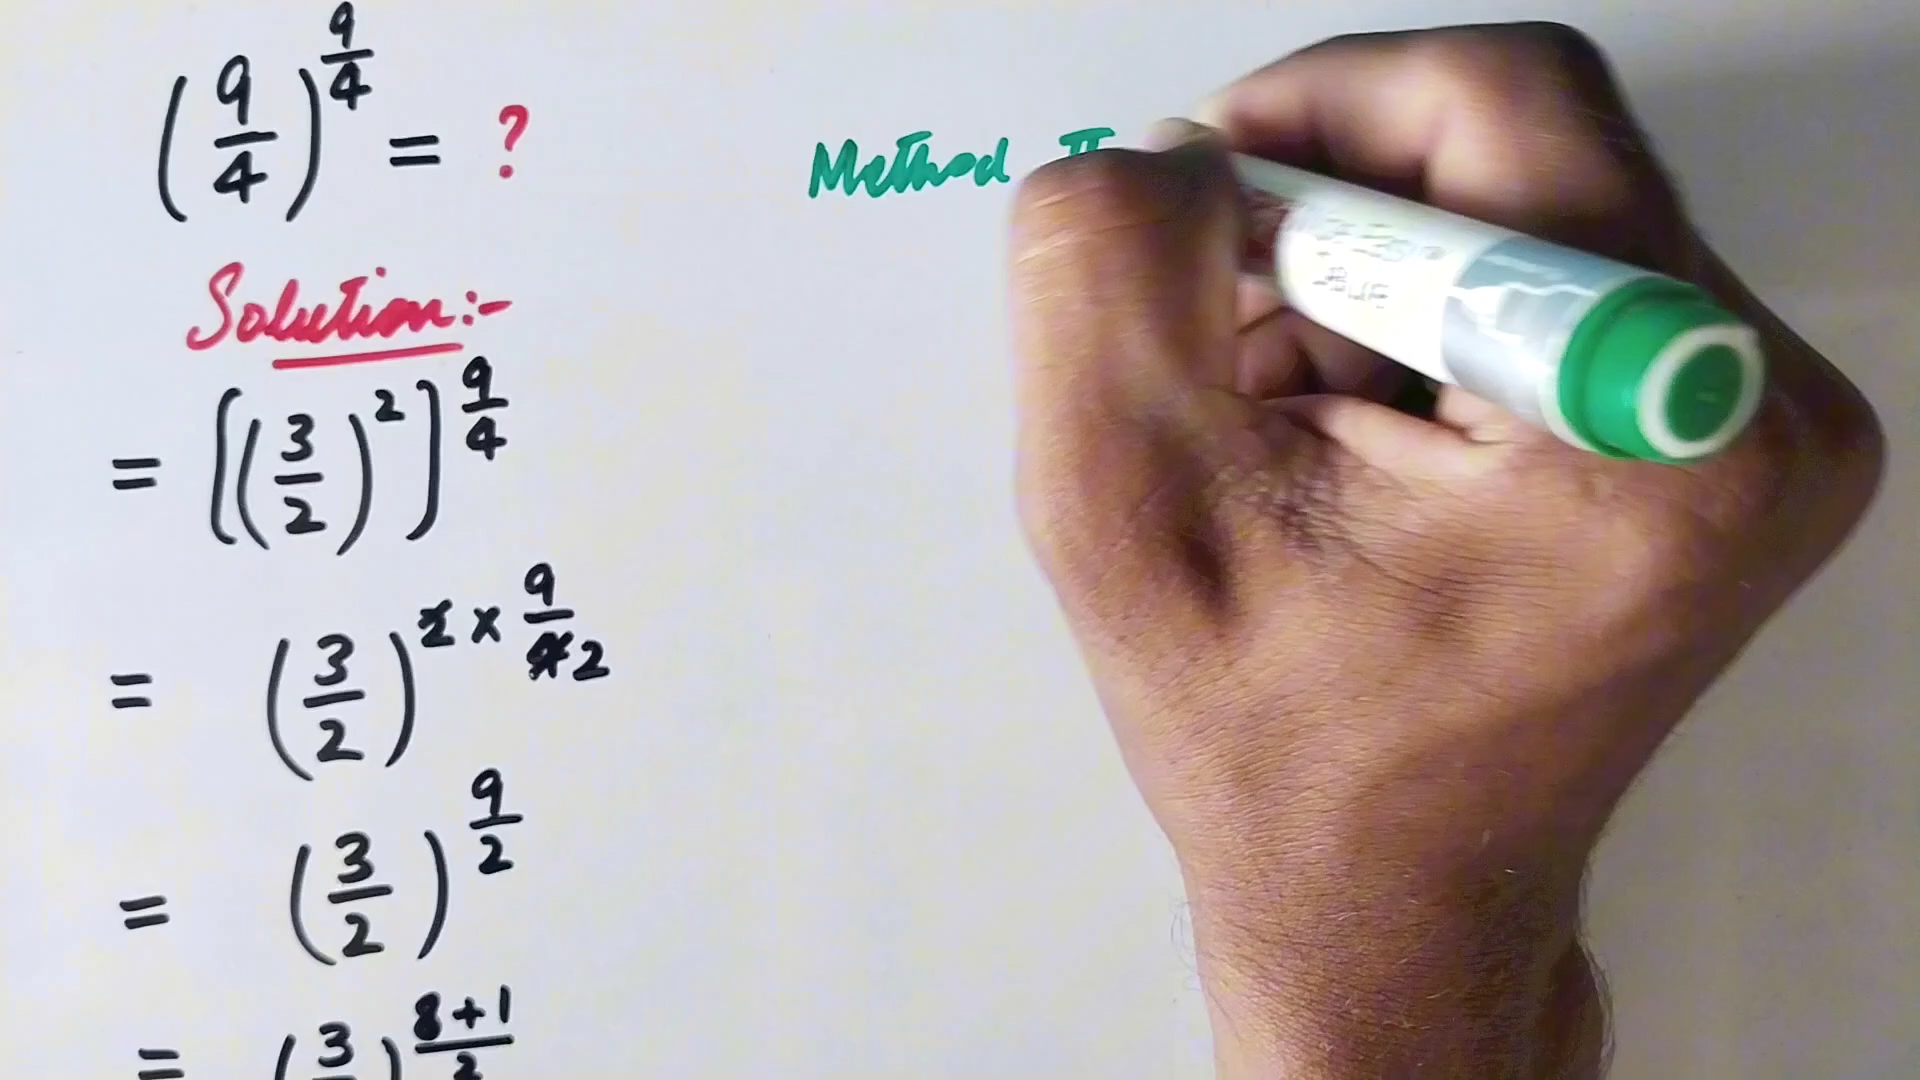 (9/4)^(9/4) = ?
Solution:-
= [(3/2)^2]^(9/4)
= (3/2)^(2 × 9/4 2)
= (3/2)^(9/2)
= (3/2)^((8+1)/2)
Method II